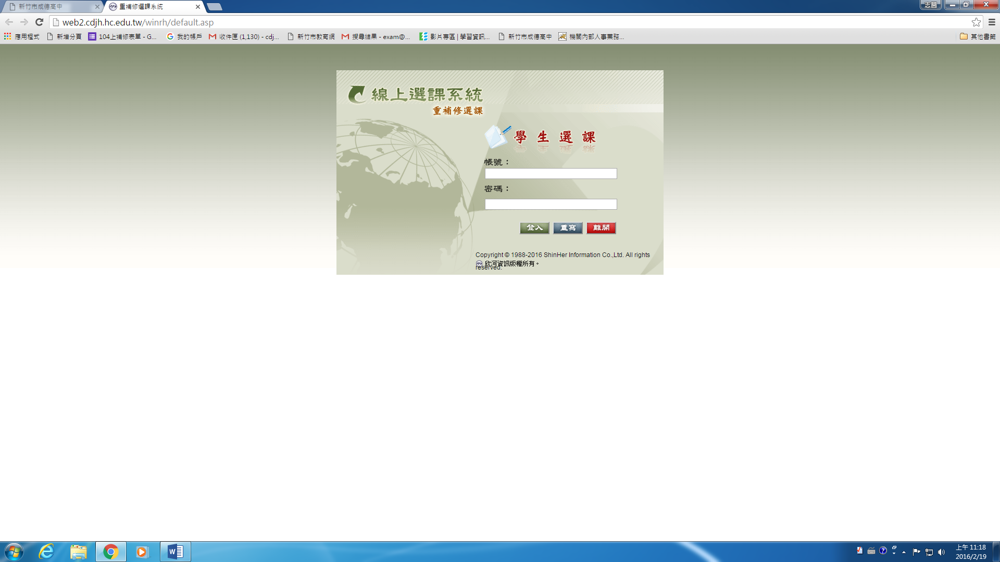 新竹市成德高中
重補修選課系統
志圓
web2.cdjh.hc.edu.tw/winrh/default.asp
應用程式
新增分頁
104上補修表單 - G...
我的帳戶
收件匣 (1,130) - cdj...
新竹市教育網
搜尋結果 - exam@...
影片專區 | 學習資訊...
新竹市成德高中
機關內部人事業務...
其他書籤
線上選課系統
重補修選課
學生選課
帳號：
密碼：
登入
重寫
離開
Copyright © 1988-2016 ShinHer Information Co.,Ltd. All rights
reserved.
欣河資訊版權所有。
上午 11:18
2016/2/19